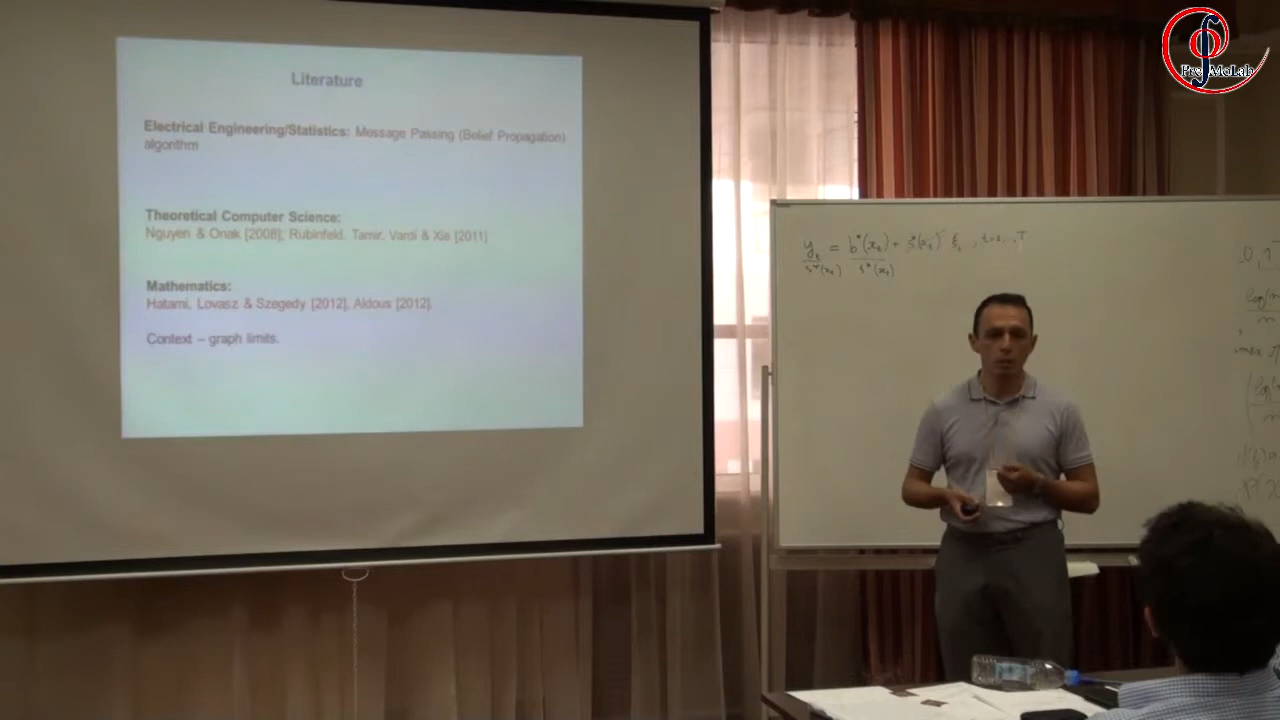 Literature
Electrical Engineering/Statistics: Message Passing (Belief Propagation)
algorithm
Theoretical Computer Science:
Nguyen & Onak [2008], Rubinfeld, Tamir, Vardi & Xie [2011]
Mathematics:
Hatami, Lovasz & Szegedy [2012], Aldous [2012].
Context – graph limits.
PreMoLab